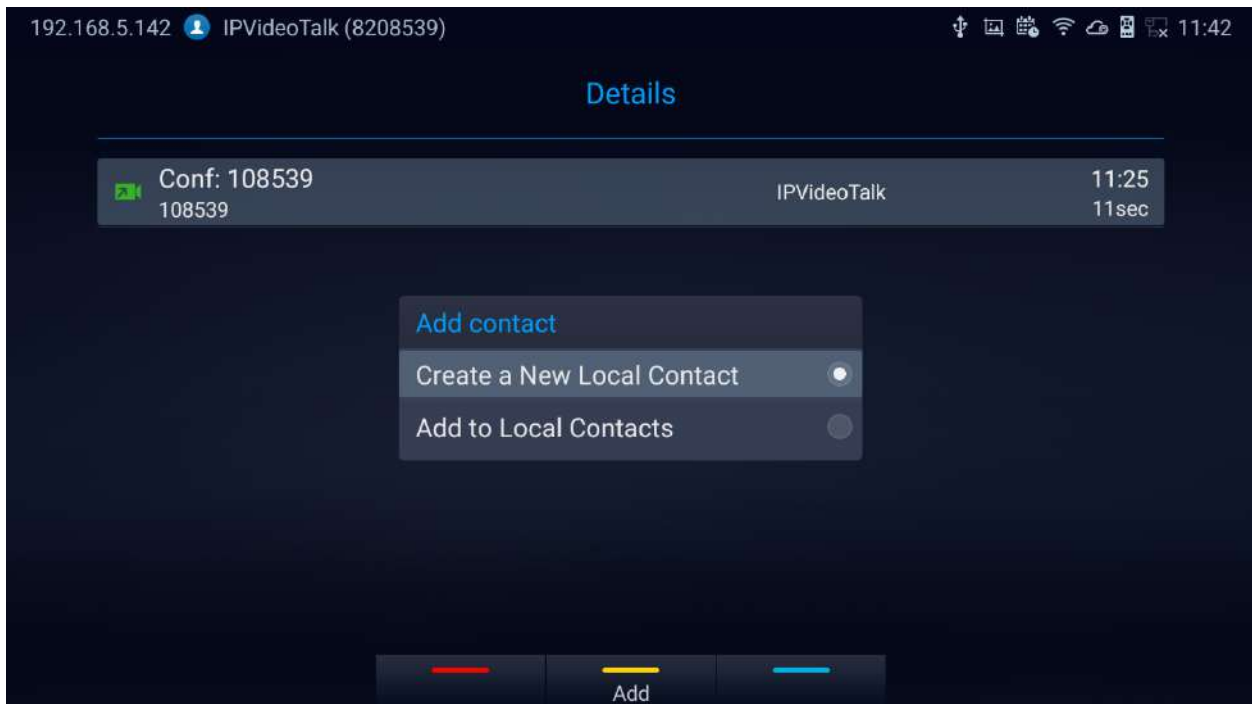 192.168.5.142 IPVideoTalk (8208539) 11:42
Details
Conf: 108539 IPVideoTalk 11:25
108539 11sec
Add contact
Create a New Local Contact
Add to Local Contacts
Add